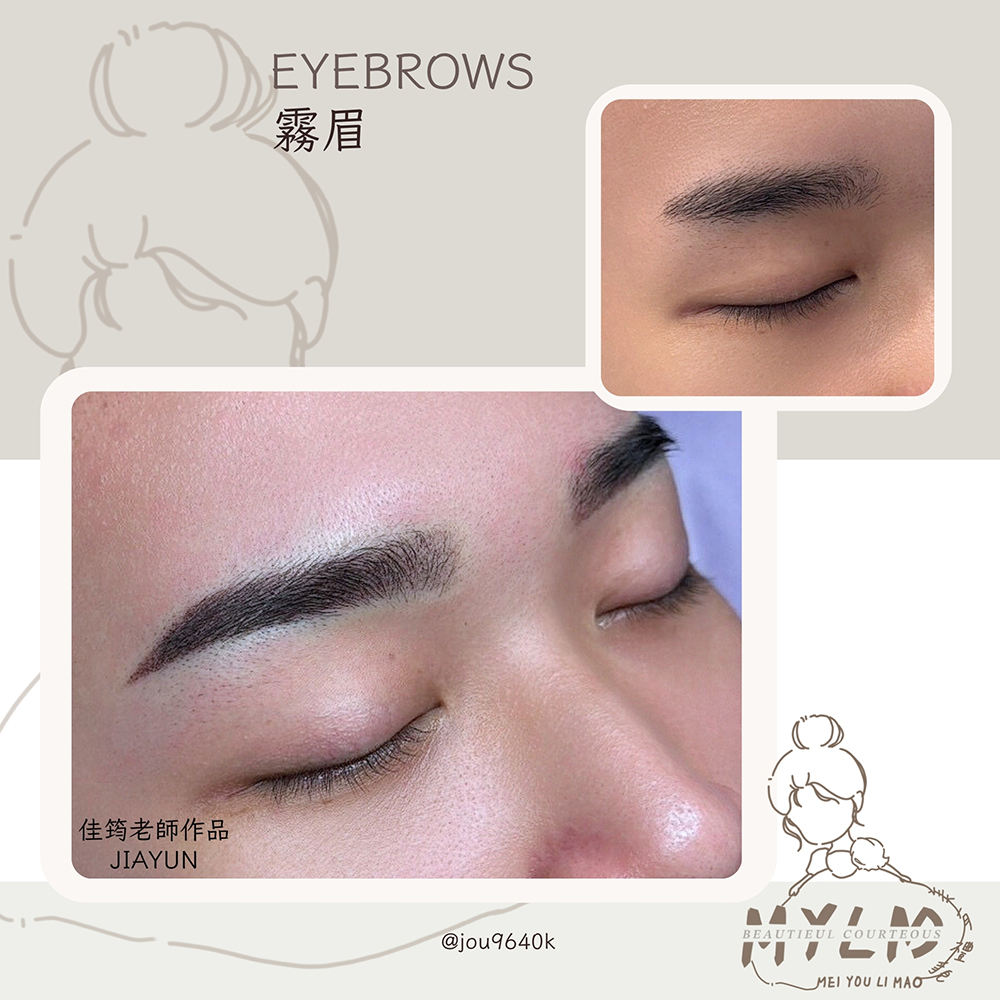 EYEBROWS
霧眉
佳筠老師作品
JIAYUN
@jou9640k
MYLM
BEAUTIEUL COURTEOUS
MEI YOU LI MAO